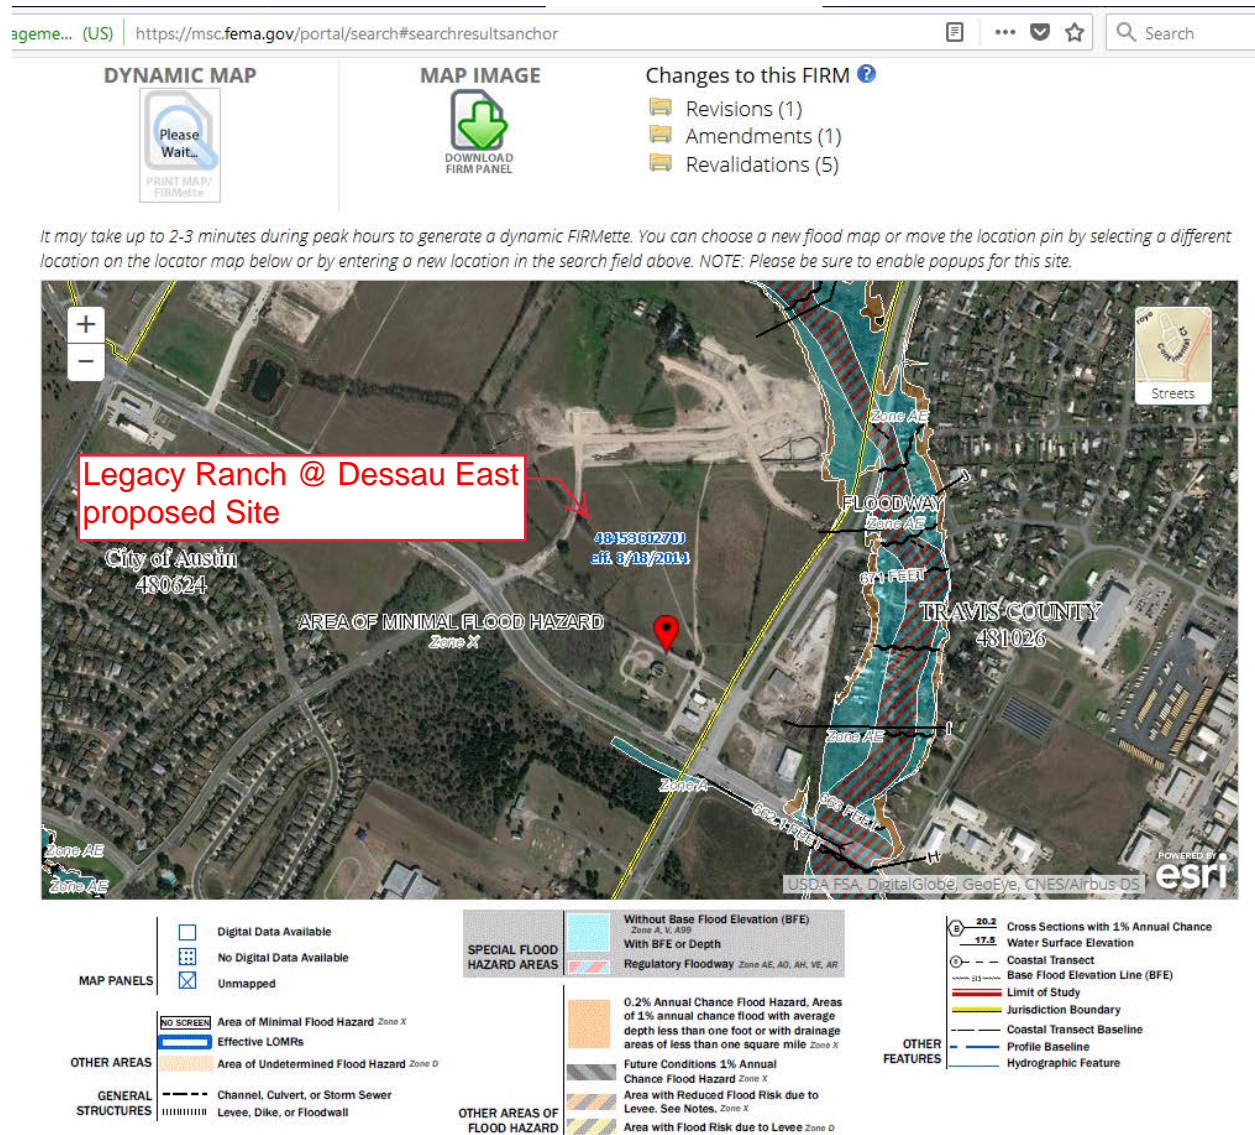 ageme... (US)
https://msc.fema.gov/portal/search#searchresultsanchor
Search
DYNAMIC MAP
Please
Wait...
PRINT MAP/
FIRMette
MAP IMAGE
DOWNLOAD
FIRM PANEL
Changes to this FIRM ?
Revisions (1)
Amendments (1)
Revalidations (5)
It may take up to 2-3 minutes during peak hours to generate a dynamic FIRMette. You can choose a new flood map or move the location pin by selecting a different
location on the locator map below or by entering a new location in the search field above. NOTE: Please be sure to enable popups for this site.
+
−
royo
Ct
Continental
Streets
Zone AE
Legacy Ranch @ Dessau East
proposed Site
J
FLOODWAY
Zone AE
48453C0270J
eff. 8/18/2014
City of Austin
480624
671 FEET
AREA OF MINIMAL FLOOD HAZARD
Zone X
TRAVIS COUNTY
481026
I
Zone AE
Zone A
663 FEET
662.1 FEET
H
Zone AE
Zone AE
POWERED BY
esri
USDA FSA, DigitalGlobe, GeoEye, CNES/Airbus DS
MAP PANELS
Digital Data Available
No Digital Data Available
Unmapped
OTHER AREAS
NO SCREEN Area of Minimal Flood Hazard Zone X
Effective LOMRs
Area of Undetermined Flood Hazard Zone D
GENERAL
STRUCTURES
Channel, Culvert, or Storm Sewer
Levee, Dike, or Floodwall
SPECIAL FLOOD
HAZARD AREAS
Without Base Flood Elevation (BFE)
Zone A, V, A99
With BFE or Depth
Regulatory Floodway Zone AE, AO, AH, VE, AR
0.2% Annual Chance Flood Hazard, Areas
of 1% annual chance flood with average
depth less than one foot or with drainage
areas of less than one square mile Zone X
Future Conditions 1% Annual
Chance Flood Hazard Zone X
Area with Reduced Flood Risk due to
Levee. See Notes. Zone X
Area with Flood Risk due to Levee Zone D
OTHER AREAS OF
FLOOD HAZARD
B 20.2 Cross Sections with 1% Annual Chance
17.5 Water Surface Elevation
8 Coastal Transect
513 Base Flood Elevation Line (BFE)
Limit of Study
Jurisdiction Boundary
Coastal Transect Baseline
Profile Baseline
Hydrographic Feature
OTHER
FEATURES